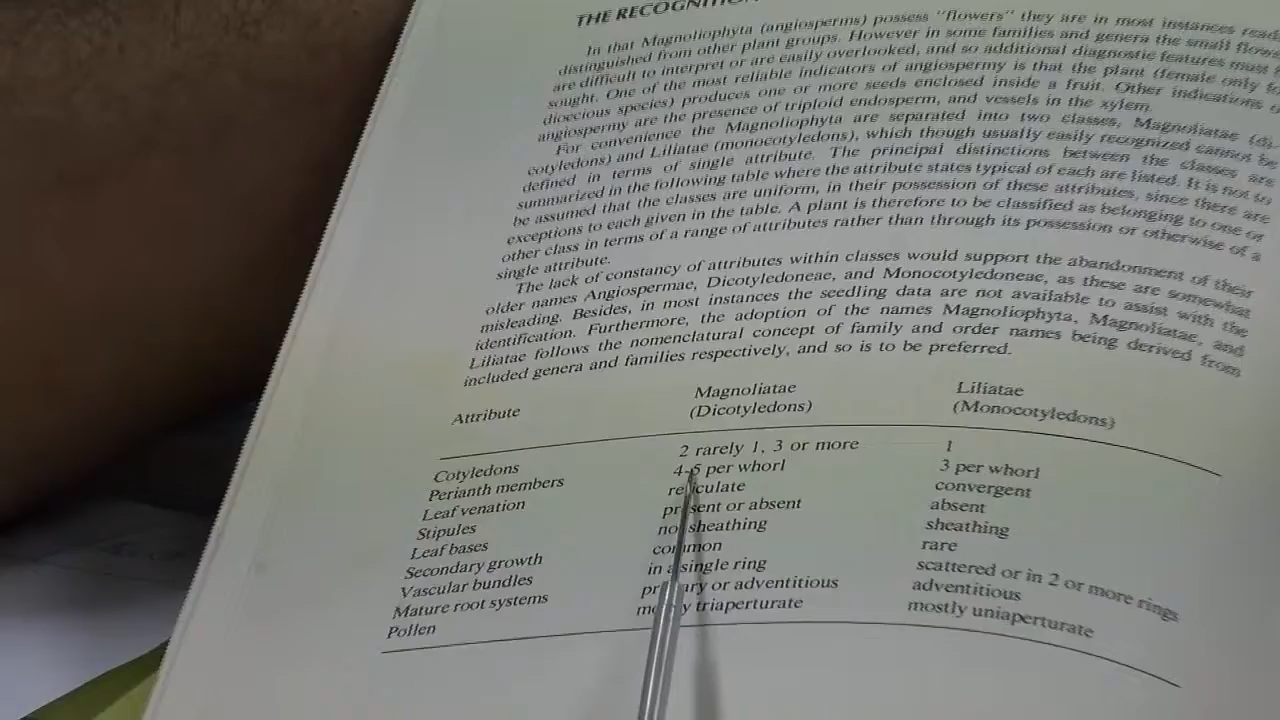 THE RECOGNITION
In that Magnoliophyta (angiosperms) possess "flowers" they are in most instances
distinguished from other plant groups. However in some families and genera the small
are difficult to interpret or are easily overlooked, and so additional diagnostic features must
sought. One of the most reliable indicators of angiospermy is that the plant (female only
dioecious species) produces one or more seeds enclosed inside a fruit. Other indications
angiospermy are the presence of triploid endosperm, and vessels in the xylem.
For convenience the Magnoliophyta are separated into two classes, Magnoliatae (di-
cotyledons) and Liliatae (monocotyledons), which though usually easily recognized cannot be
defined in terms of single attribute. The principal distinctions between the classes are
summarized in the following table where the attribute states typical of each are listed. It is not to
be assumed that the classes are uniform, in their possession of these attributes, since there are
exceptions to each given in the table. A plant is therefore to be classified as belonging to one or
other class in terms of a range of attributes rather than through its possession or otherwise of a
single attribute.
The lack of constancy of attributes within classes would support the abandonment of their
older names Angiospermae, Dicotyledoneae, and Monocotyledoneae, as these are somewhat
misleading. Besides, in most instances the seedling data are not available to assist with the
identification. Furthermore, the adoption of the names Magnoliophyta, Magnoliatae, and
Liliatae follows the nomenclatural concept of family and order names being derived from
included genera and families respectively, and so is to be preferred.
Attribute Magnoliatae (Dicotyledons) Liliatae (Monocotyledons)
Cotyledons 2 rarely 1, 3 or more 1
Perianth members 4-5 per whorl 3 per whorl
Leaf venation reticulate convergent
Stipules present or absent absent
Leaf bases not sheathing sheathing
Secondary growth common rare
Vascular bundles in a single ring scattered or in 2 or more rings
Mature root systems primary or adventitious adventitious
Pollen mostly triaperturate mostly uniaperturate